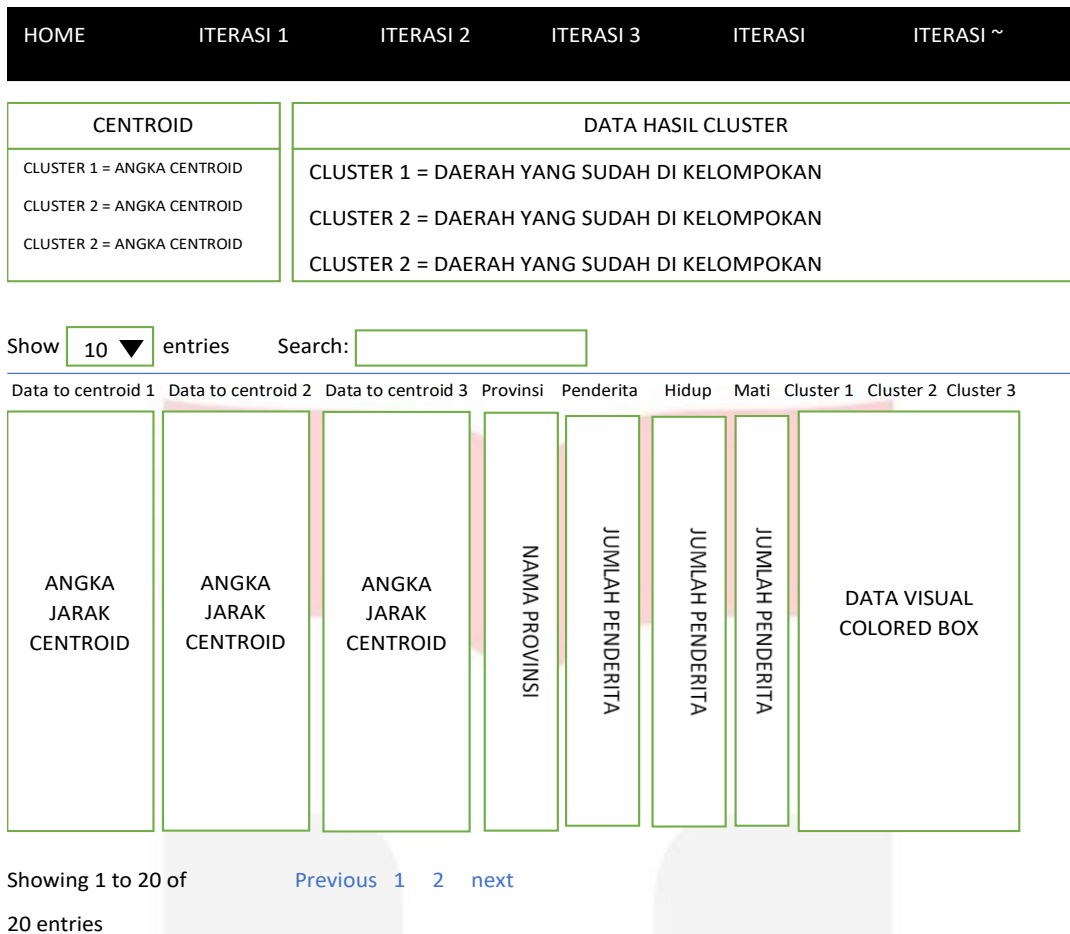 HOME ITERASI 1 ITERASI 2 ITERASI 3 ITERASI ITERASI ~
CENTROID
CLUSTER 1 = ANGKA CENTROID
CLUSTER 2 = ANGKA CENTROID
CLUSTER 2 = ANGKA CENTROID
DATA HASIL CLUSTER
CLUSTER 1 = DAERAH YANG SUDAH DI KELOMPOKAN
CLUSTER 2 = DAERAH YANG SUDAH DI KELOMPOKAN
CLUSTER 2 = DAERAH YANG SUDAH DI KELOMPOKAN
Show 10 entries Search:
Data to centroid 1 Data to centroid 2 Data to centroid 3 Provinsi Penderita Hidup Mati Cluster 1 Cluster 2 Cluster 3
ANGKA
JARAK
CENTROID
ANGKA
JARAK
CENTROID
ANGKA
JARAK
CENTROID
NAMA PROVINSI
JUMLAH PENDERITA
JUMLAH PENDERITA
JUMLAH PENDERITA
DATA VISUAL
COLORED BOX
Showing 1 to 20 of
20 entries
Previous 1 2 next